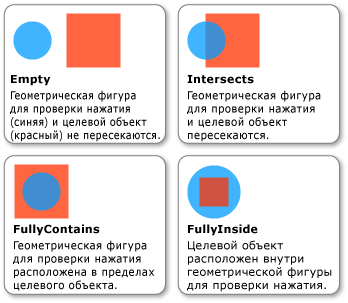 Empty
Геометрическая фигура
для проверки нажатия
(синяя) и целевой объект
(красный) не пересекаются.
Intersects
Геометрическая фигура
для проверки нажатия
и целевой объект
пересекаются.
FullyContains
Геометрическая фигура
для проверки нажатия
расположена в пределах
целевого объекта.
FullyInside
Целевой объект
расположен внутри
геометрической фигуры
для проверки нажатия.